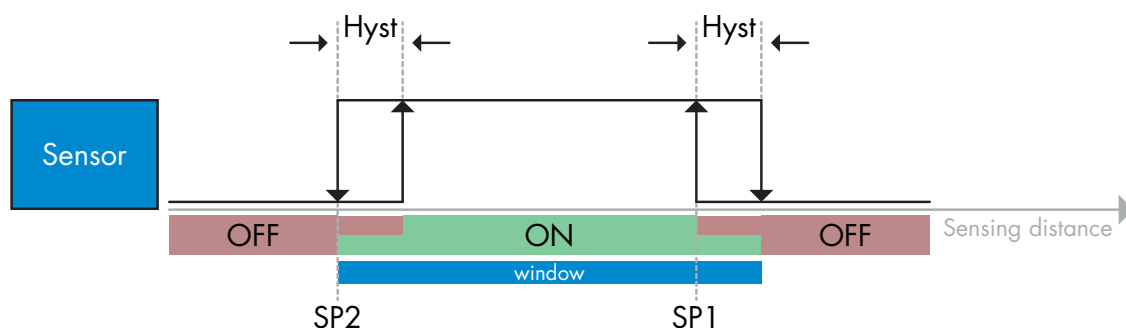 Hyst
Hyst
Sensor
OFF
ON
OFF
Sensing distance
window
SP2
SP1